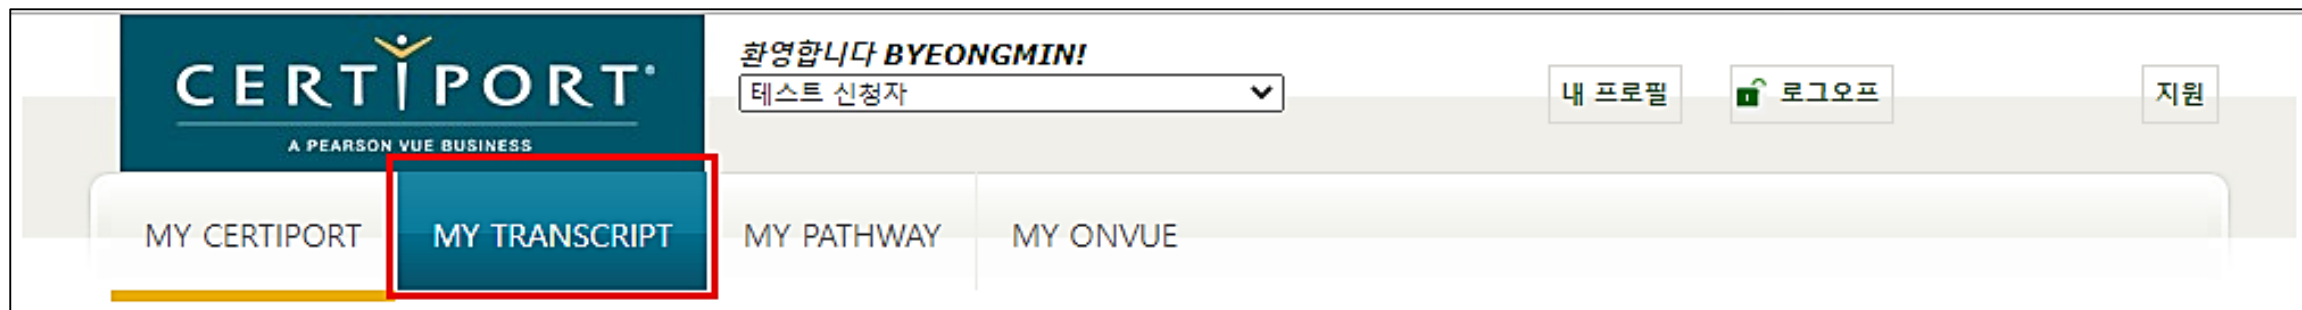 CERTIPORT
A PEARSON VUE BUSINESS
환영합니다 BYEONGMIN!
테스트 신청자
내 프로필
로그오프
지원
MY CERTIPORT
MY TRANSCRIPT
MY PATHWAY
MY ONVUE